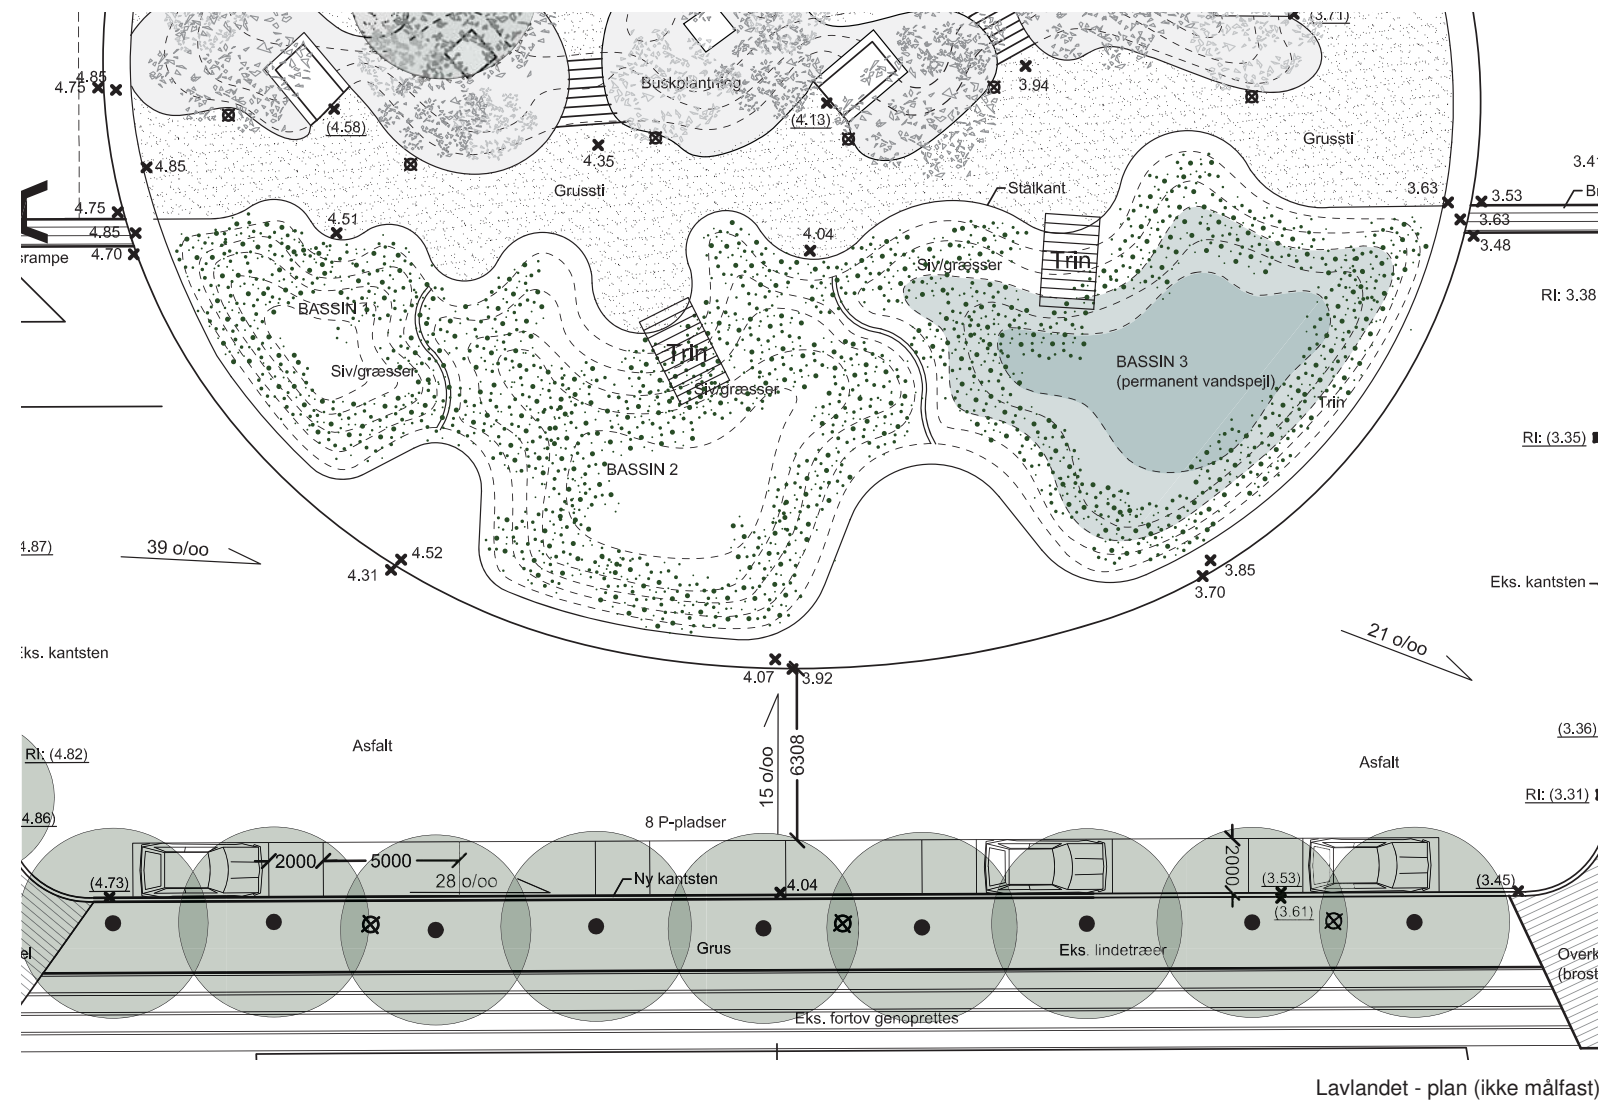 (3.71)
4.85
4.75
Buskplantning
3.94
(4.58)
(4.13)
4.35
Grussti
4.85
Grussti
Stålkant
3.63
3.53
4.75
4.51
4.04
3.63
4.85
3.48
4.70
rampe
Siv/græsser
Trin
BASSIN 1
RI: 3.38
Trin
BASSIN 3
(permanent vandspejl)
Siv/græsser
Siv/græsser
Trin
RI: (3.35)
BASSIN 2
4.87)
39 o/oo
4.52
4.31
3.85
3.70
Eks. kantsten
21 o/oo
Eks. kantsten
4.07
3.92
(3.36)
Asfalt
RI: (4.82)
15 o/oo
6308
Asfalt
RI: (3.31)
4.86)
8 P-pladser
2000
5000
2000
(4.73)
28 o/oo
Ny kantsten
4.04
(3.53)
(3.45)
(3.61)
Grus
Eks. lindetræer
el
Overk
(brost
Eks. fortov genoprettes
Lavlandet - plan (ikke målfast)